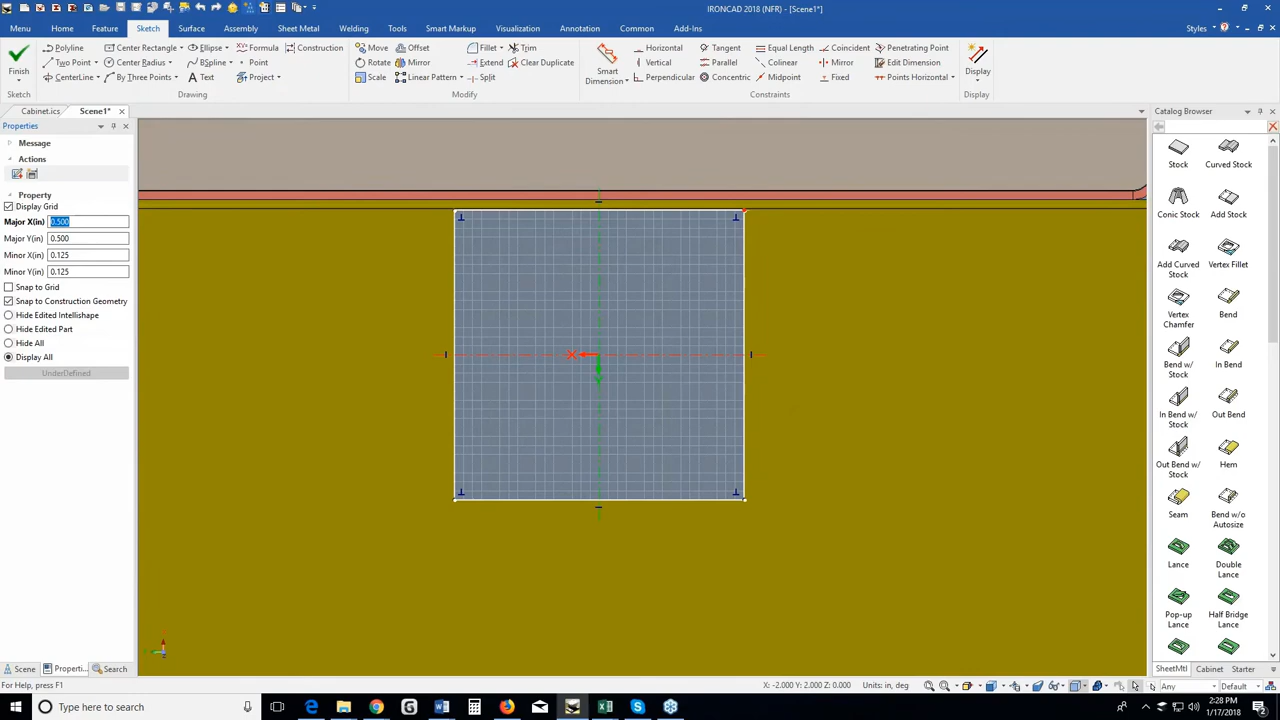 IRONCAD 2018 (NFR) - [Scene1*]
Menu Home Feature Sketch Surface Assembly Sheet Metal Welding Tools Smart Markup Visualization Annotation Common Add-Ins Styles
Polyline Center Rectangle Ellipse Formula Construction Move Offset Fillet Trim Horizontal Tangent Equal Length Coincident Penetrating Point
Finish Two Point Center Radius BSpline Point Rotate Mirror Extend Clear Duplicate Smart Dimension Vertical Parallel Colinear Mirror Edit Dimension Display
CenterLine By Three Points Text Project Scale Linear Pattern Split Perpendicular Concentric Midpoint Fixed Points Horizontal
Sketch Drawing Modify Constraints Display
Cabinet.ics Scene1*
Properties
Message
Actions
Property
Display Grid
Major X(in) 0.500
Major Y(in) 0.500
Minor X(in) 0.125
Minor Y(in) 0.125
Snap to Grid
Snap to Construction Geometry
Hide Edited Intellishape
Hide Edited Part
Hide All
Display All
UnderDefined
Catalog Browser
Stock Curved Stock
Conic Stock Add Stock
Add Curved Stock Vertex Fillet
Vertex Chamfer Bend
Bend w/ Stock In Bend
In Bend w/ Stock Out Bend
Out Bend w/ Stock Hem
Seam Bend w/o Autosize
Lance Double Lance
Pop-up Lance Half Bridge Lance
Scene Properti... Search
SheetMtl Cabinet Starter
For Help, press F1 X: -2.000 Y: 2.000 Z: 0.000 Units: in, deg Any Default
Type here to search
2:28 PM
1/17/2018
2